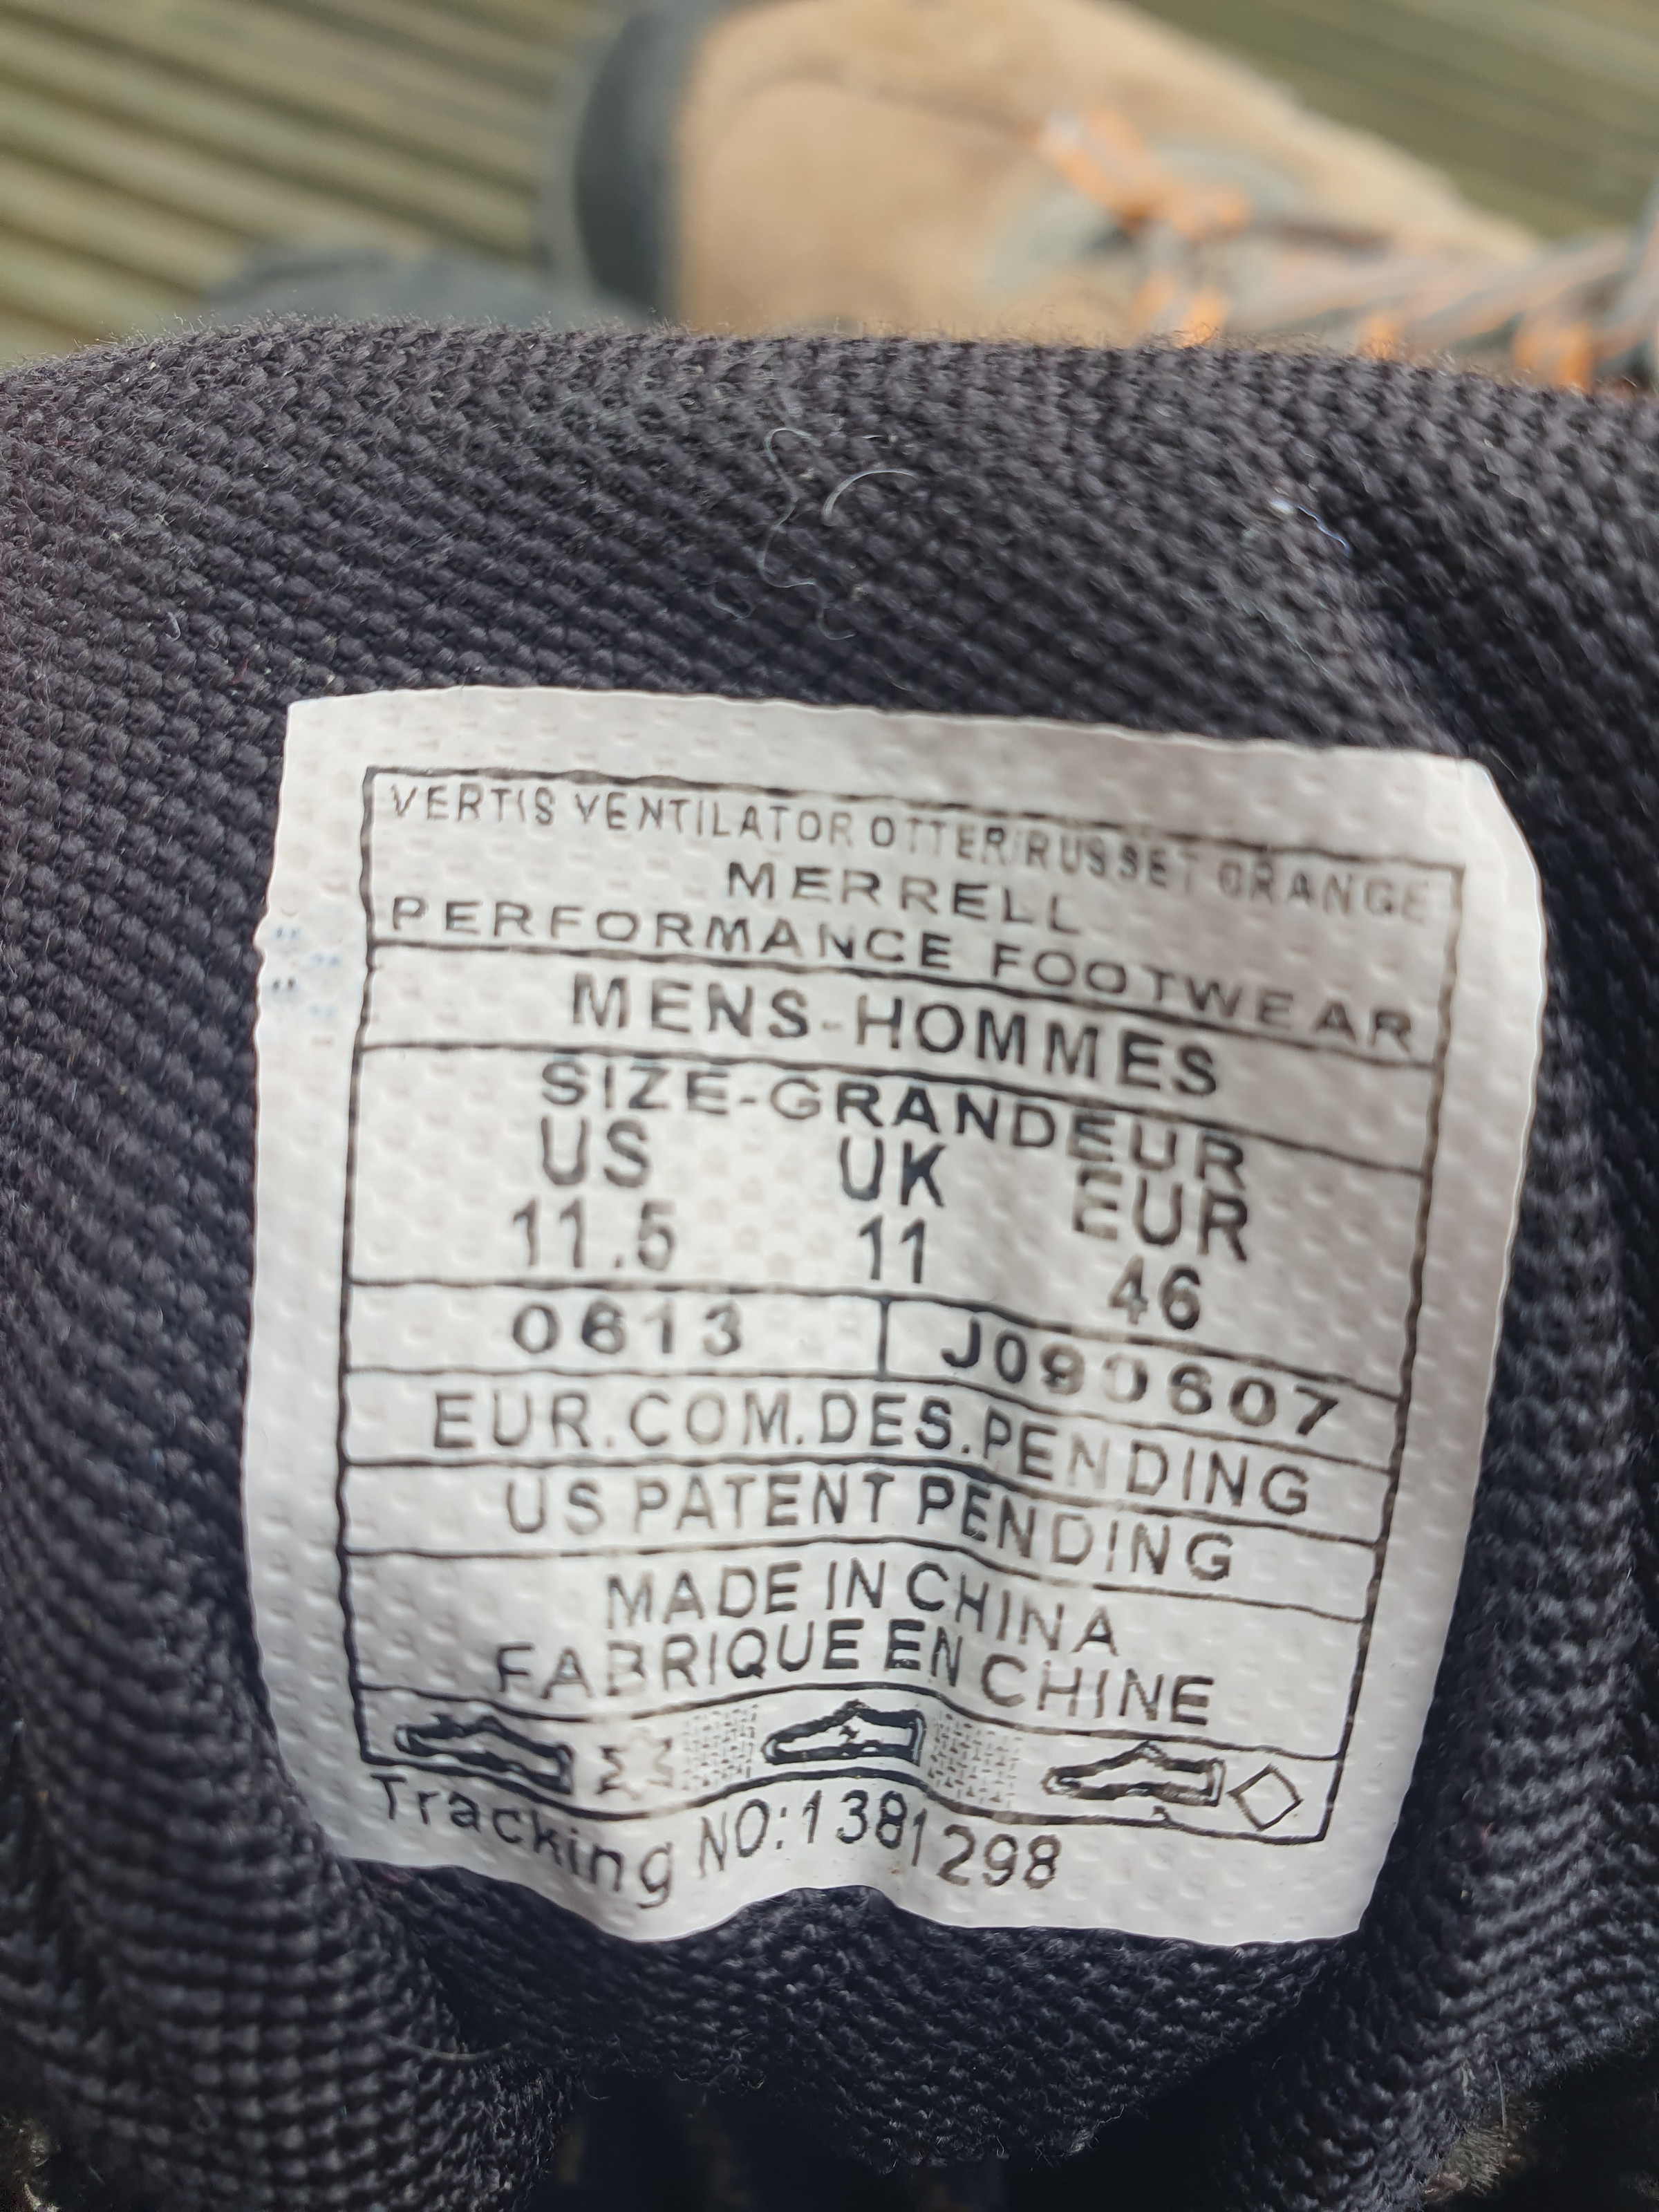 VERTIS VENTILATOR OTTER/RUSSET ORANGE
MERRELL
PERFORMANCE FOOTWEAR
MENS-HOMMES
SIZE-GRANDEUR
US UK EUR
11.5 11 46
0613 J090607
EUR.COM.DES.PENDING
US PATENT PENDING
MADE IN CHINA
FABRIQUE EN CHINE
Tracking NO:1381298